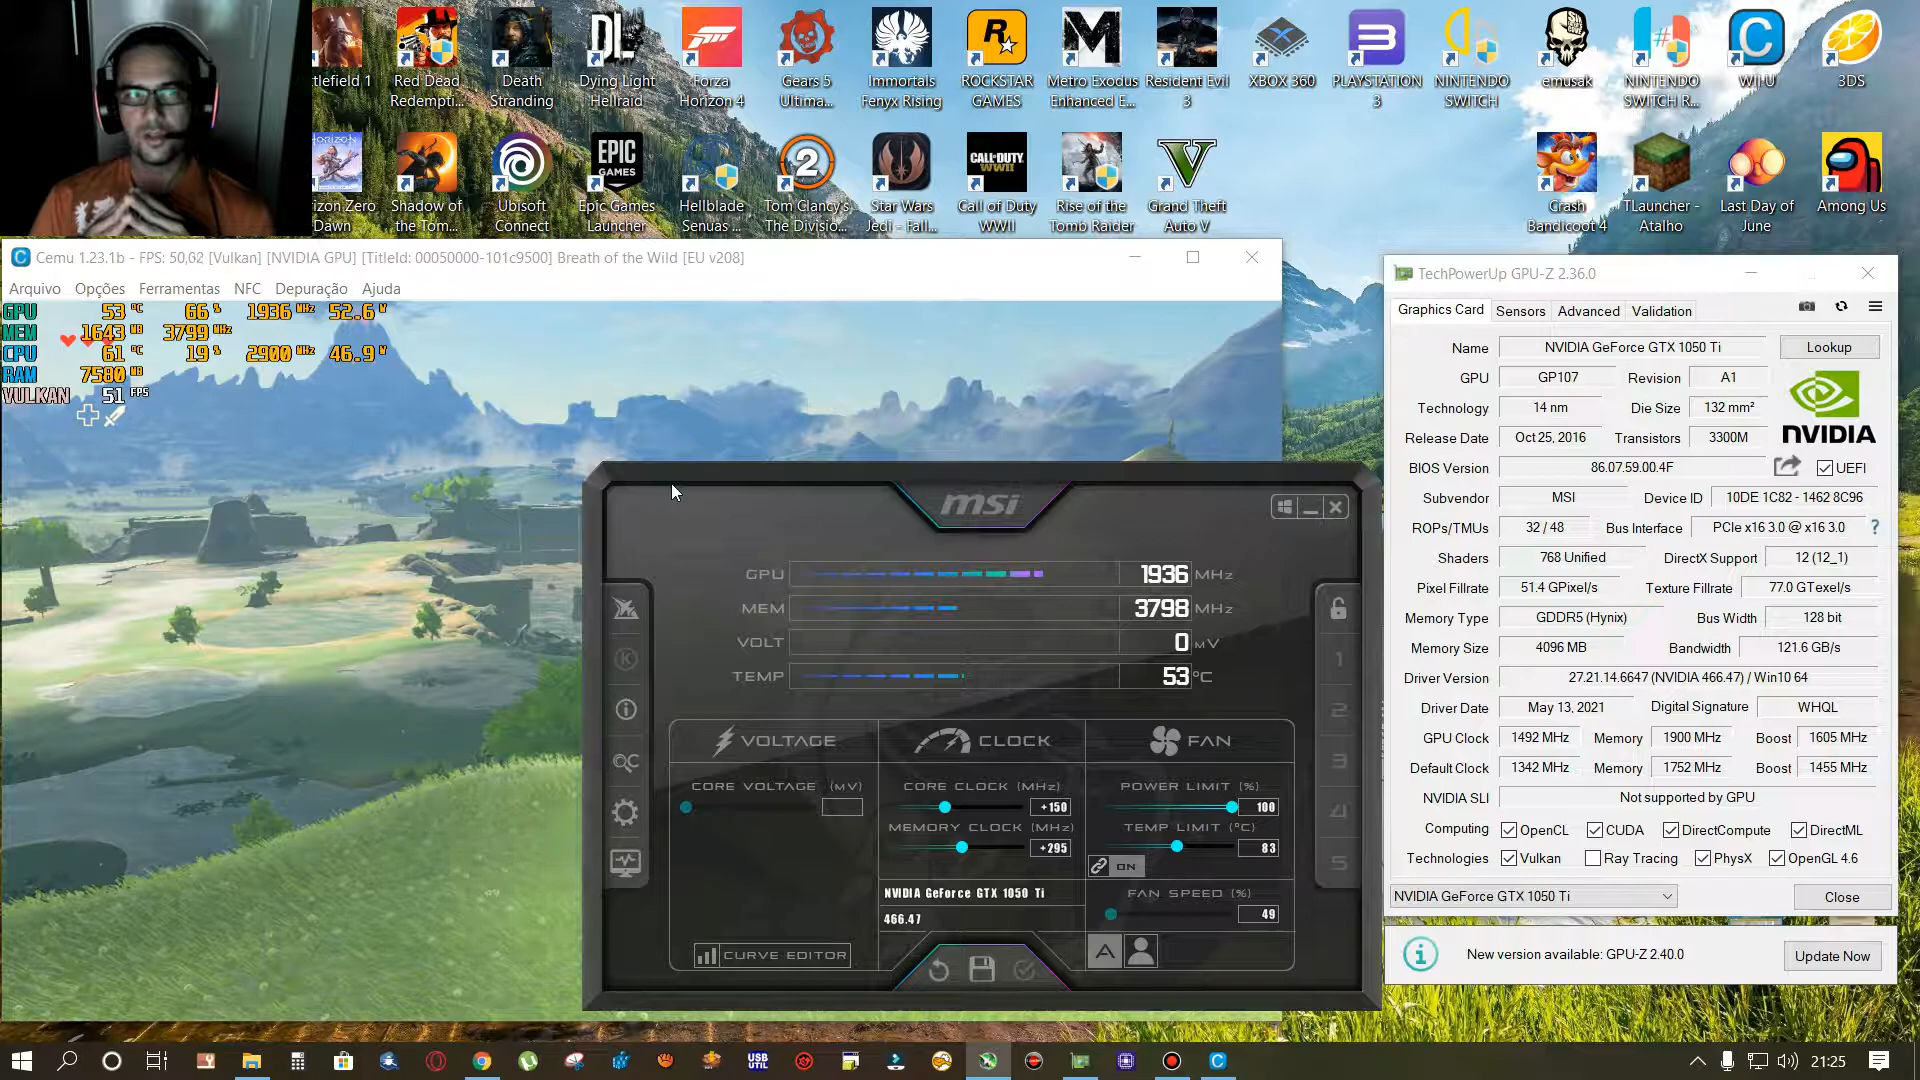 ttlefield 1
Red Dead Redempti...
Death Stranding
Dying Light Hellraid
Forza Horizon 4
Gears 5 Ultima...
Immortals Fenyx Rising
ROCKSTAR GAMES
Metro Exodus Enhanced E...
Resident Evil 3
XBOX 360
PLAYSTATION 3
NINTENDO SWITCH
emusak
NINTENDO SWITCH R...
WII U
3DS
rizon Zero Dawn
Shadow of the Tom...
Ubisoft Connect
EPIC GAMES
Epic Games Launcher
Hellblade Senuas ...
Tom Clancy's The Divisio...
Star Wars Jedi - Fall...
CALL·DUTY WWII
Call of Duty WWII
Rise of the Tomb Raider
Grand Theft Auto V
Crash Bandicoot 4
TLauncher - Atalho
Last Day of June
Among Us
Cemu 1.23.1b - FPS: 50,62 [Vulkan] [NVIDIA GPU] [TitleId: 00050000-101c9500] Breath of the Wild [EU v208]
Arquivo Opções Ferramentas NFC Depuração Ajuda
GPU 53 °C 66 % 1936 MHz 52.6 W
MEM 1643 MB 3799 MHz
CPU 61 °C 19 % 2900 MHz 46.9 W
RAM 7580 MB
VULKAN 51 FPS
msi
GPU 1936 MHz
MEM 3798 MHz
VOLT 0 mV
TEMP 53 °C
VOLTAGE CLOCK FAN
CORE VOLTAGE (MV)
CORE CLOCK (MHz) +150
MEMORY CLOCK (MHz) +295
POWER LIMIT (%) 100
TEMP LIMIT (°C) 83
ON
NVIDIA GeForce GTX 1050 Ti
466.47
FAN SPEED (%) 49
CURVE EDITOR
A
OC
1
2
3
4
5
TechPowerUp GPU-Z 2.36.0
Graphics Card Sensors Advanced Validation
Name NVIDIA GeForce GTX 1050 Ti Lookup
GPU GP107 Revision A1
Technology 14 nm Die Size 132 mm²
Release Date Oct 25, 2016 Transistors 3300M
NVIDIA
BIOS Version 86.07.59.00.4F UEFI
Subvendor MSI Device ID 10DE 1C82 - 1462 8C96
ROPs/TMUs 32 / 48 Bus Interface PCIe x16 3.0 @ x16 3.0 ?
Shaders 768 Unified DirectX Support 12 (12_1)
Pixel Fillrate 51.4 GPixel/s Texture Fillrate 77.0 GTexel/s
Memory Type GDDR5 (Hynix) Bus Width 128 bit
Memory Size 4096 MB Bandwidth 121.6 GB/s
Driver Version 27.21.14.6647 (NVIDIA 466.47) / Win10 64
Driver Date May 13, 2021 Digital Signature WHQL
GPU Clock 1492 MHz Memory 1900 MHz Boost 1605 MHz
Default Clock 1342 MHz Memory 1752 MHz Boost 1455 MHz
NVIDIA SLI Not supported by GPU
Computing OpenCL CUDA DirectCompute DirectML
Technologies Vulkan Ray Tracing PhysX OpenGL 4.6
NVIDIA GeForce GTX 1050 Ti Close
New version available: GPU-Z 2.40.0 Update Now
USB UTIL
21:25